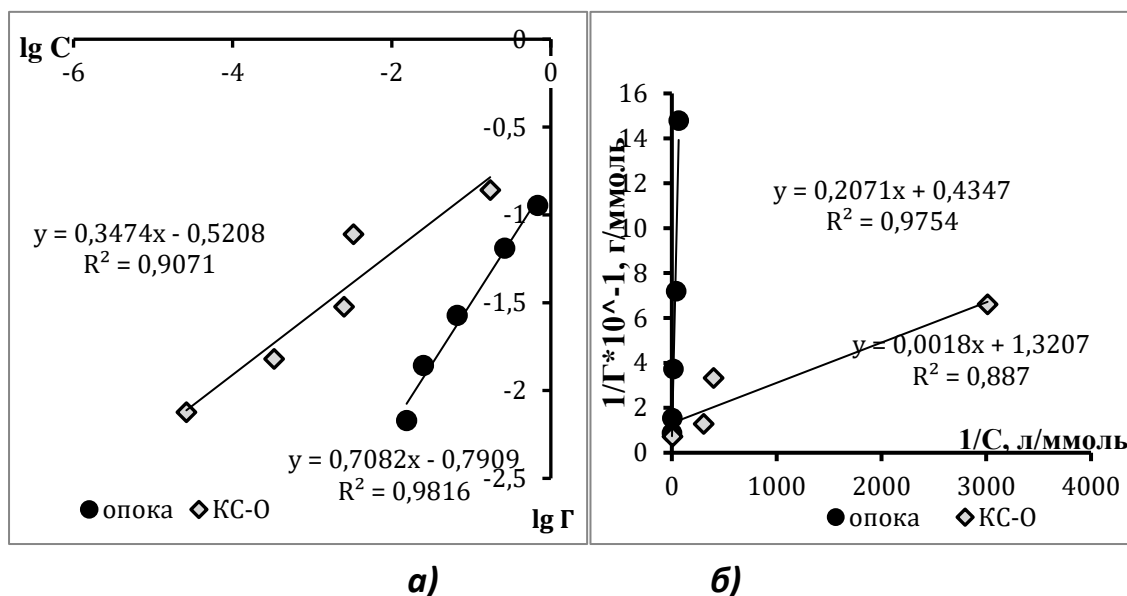 lg C
-6
-4
-2
0
0
-0,5
-1
-1,5
-2
-2,5
y = 0,3474x - 0,5208
R² = 0,9071
y = 0,7082x - 0,7909
R² = 0,9816
опока
КС-О
lg Г
1/Г*10^-1, г/ммоль
16
14
12
10
8
6
4
2
0
y = 0,2071x + 0,4347
R² = 0,9754
y = 0,0018x + 1,3207
R² = 0,887
1/C, л/ммоль
0
1000
2000
3000
4000
опока
КС-О
а)
б)